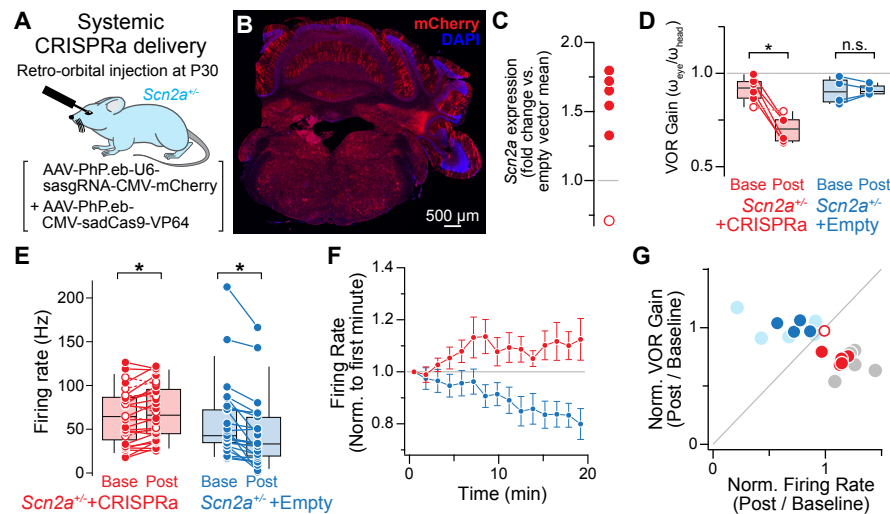 A
Systemic
CRISPRa delivery
Retro-orbital injection at P30
Scn2a+/-
AAV-PhP.eb-U6-
sasgRNA-CMV-mCherry
+ AAV-PhP.eb-
CMV-sadCas9-VP64
B
mCherry
DAPI
500 µm
C
Scn2a expression
(fold change vs.
empty vector mean)
2.0
1.5
1.0
D
VOR Gain (ωeye/ωhead)
1.0
0.75
0.5
*
n.s.
Base Post
Base Post
Scn2a+/-
+CRISPRa
Scn2a+/-
+Empty
E
Firing rate (Hz)
200
150
100
50
0
*
*
Base Post
Base Post
Scn2a+/-+CRISPRa
Scn2a+/- +Empty
F
Firing Rate
(Norm. to first minute)
1.4
1.2
1.0
0.8
0
10
20
Time (min)
G
Norm. VOR Gain
(Post / Baseline)
1
0
0
1
Norm. Firing Rate
(Post / Baseline)